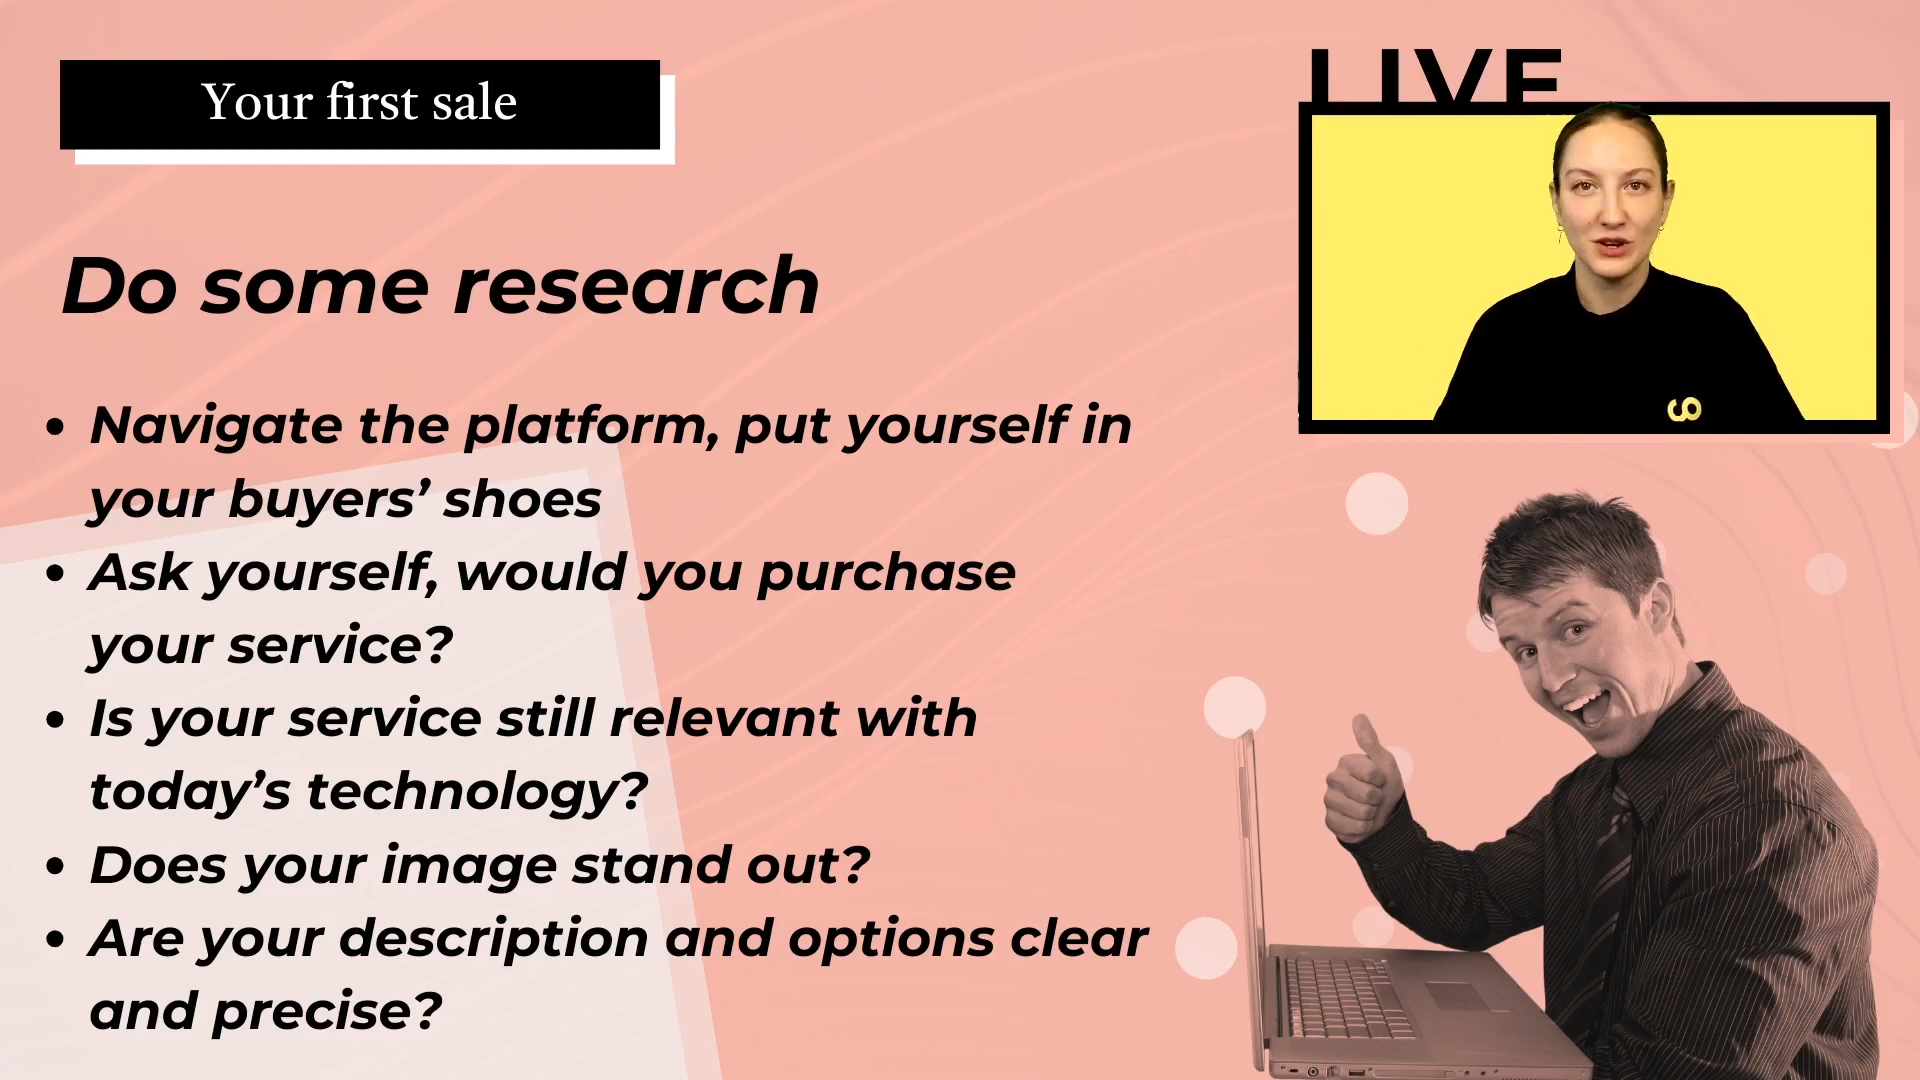 Your first sale
LIVE
Do some research
• Navigate the platform, put yourself in
your buyers’ shoes
• Ask yourself, would you purchase
your service?
• Is your service still relevant with
today’s technology?
• Does your image stand out?
• Are your description and options clear
and precise?